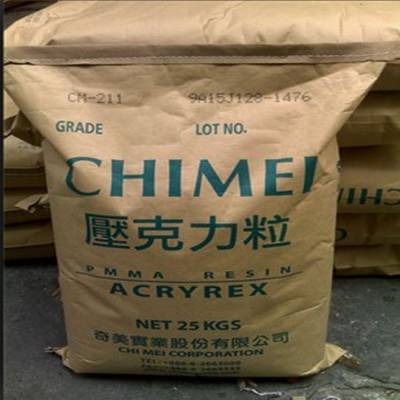 CM-211 9A15J128-1476
GRADE LOT NO.
CHIMEI
壓克力粒
PMMA RESIN
ACRYREX
NET 25 KGS
奇美實業股份有限公司
CHI MEI CORPORATION
CHI